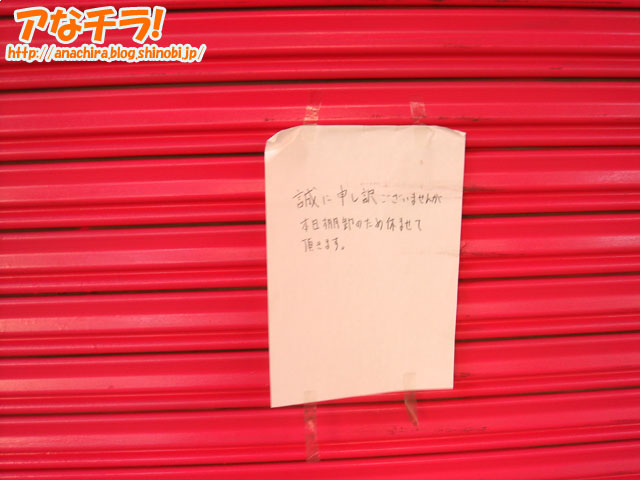 アなチラ!
http://anachira.blog.shinobi.jp/
誠に申し訳ございませんが
本日棚卸のため休ませて
頂きます。